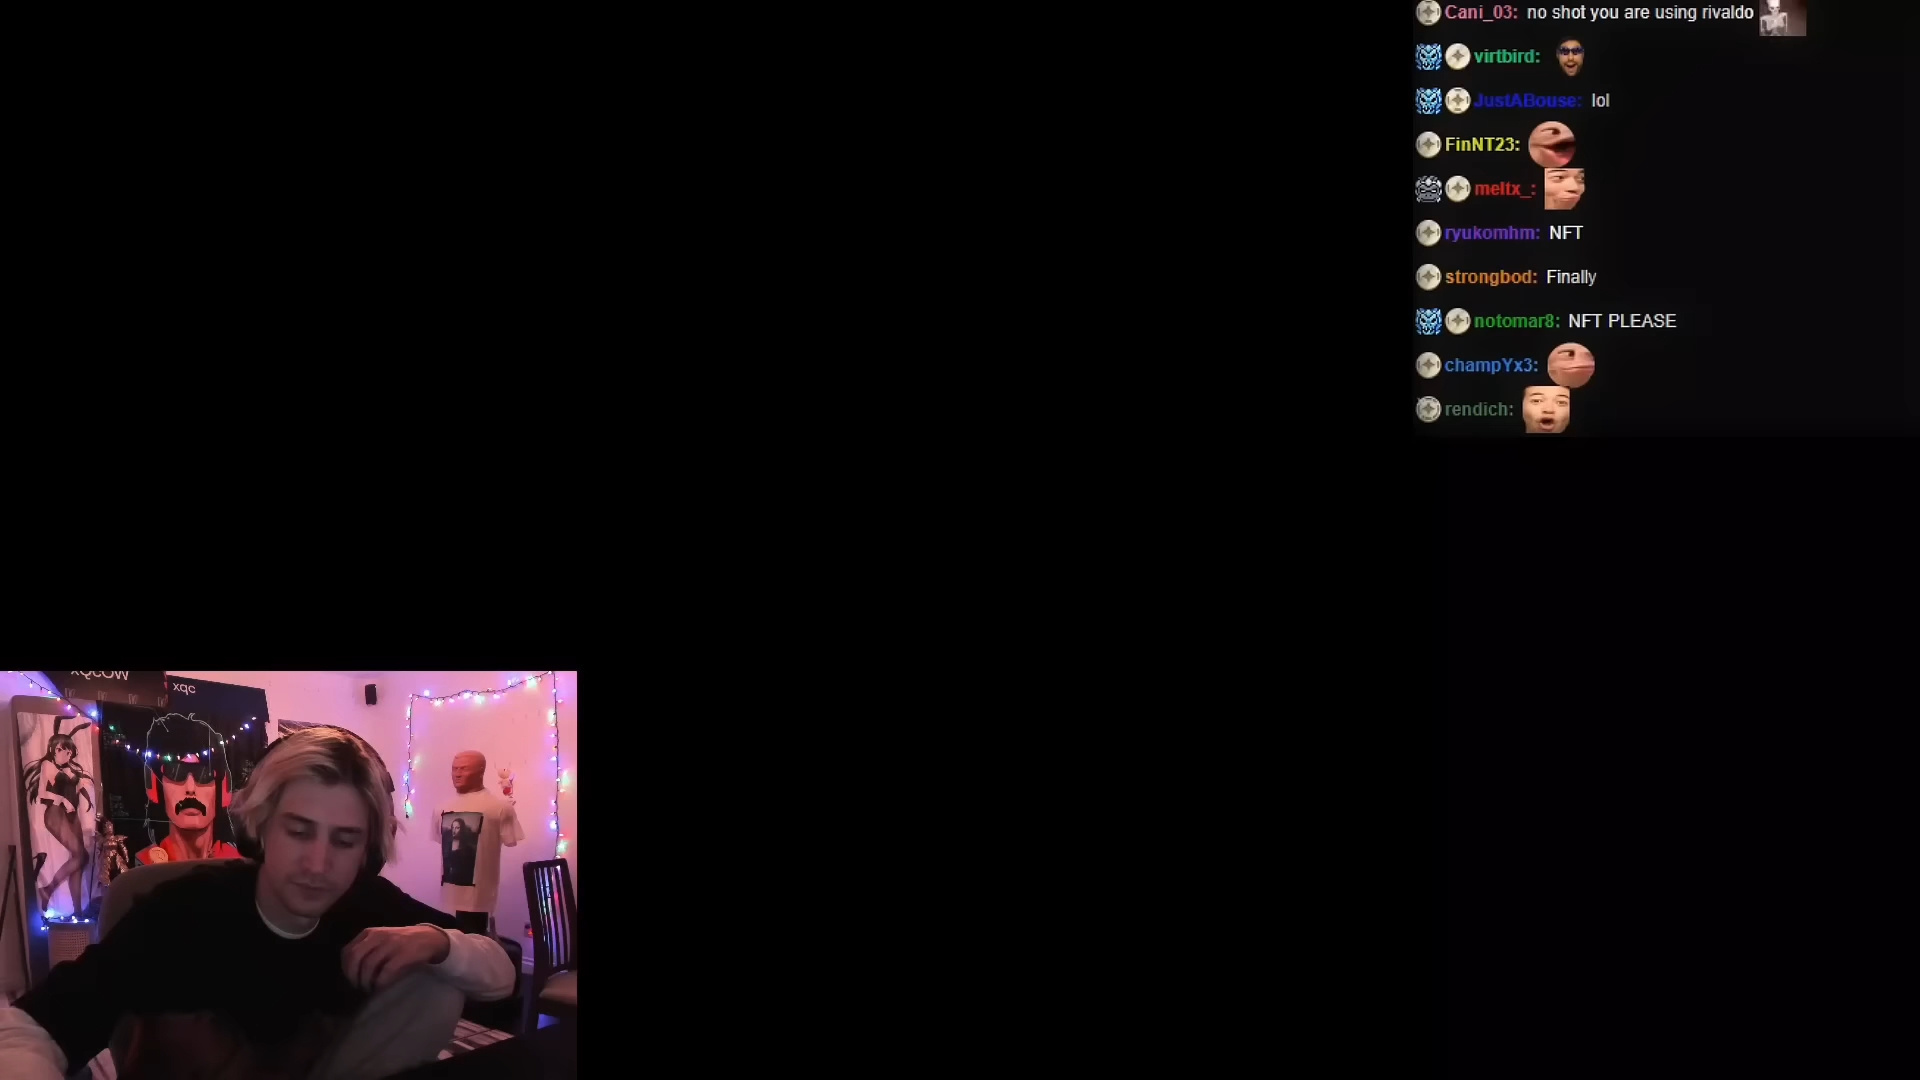 Cani_03: no shot you are using rivaldo
virtbird:
JustABouse: lol
FinNT23:
meltx_:
ryukomhm: NFT
strongbod: Finally
notomar8: NFT PLEASE
champYx3:
rendich:
xQcOW
xqc